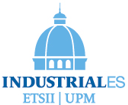 INDUSTRIALES
ETSII | UPM